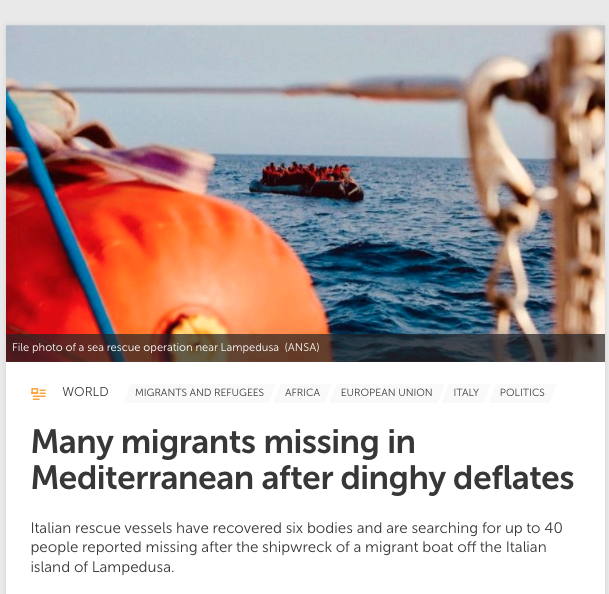 File photo of a sea rescue operation near Lampedusa (ANSA)
WORLD MIGRANTS AND REFUGEES AFRICA EUROPEAN UNION ITALY POLITICS
Many migrants missing in
Mediterranean after dinghy deflates
Italian rescue vessels have recovered six bodies and are searching for up to 40
people reported missing after the shipwreck of a migrant boat off the Italian
island of Lampedusa.